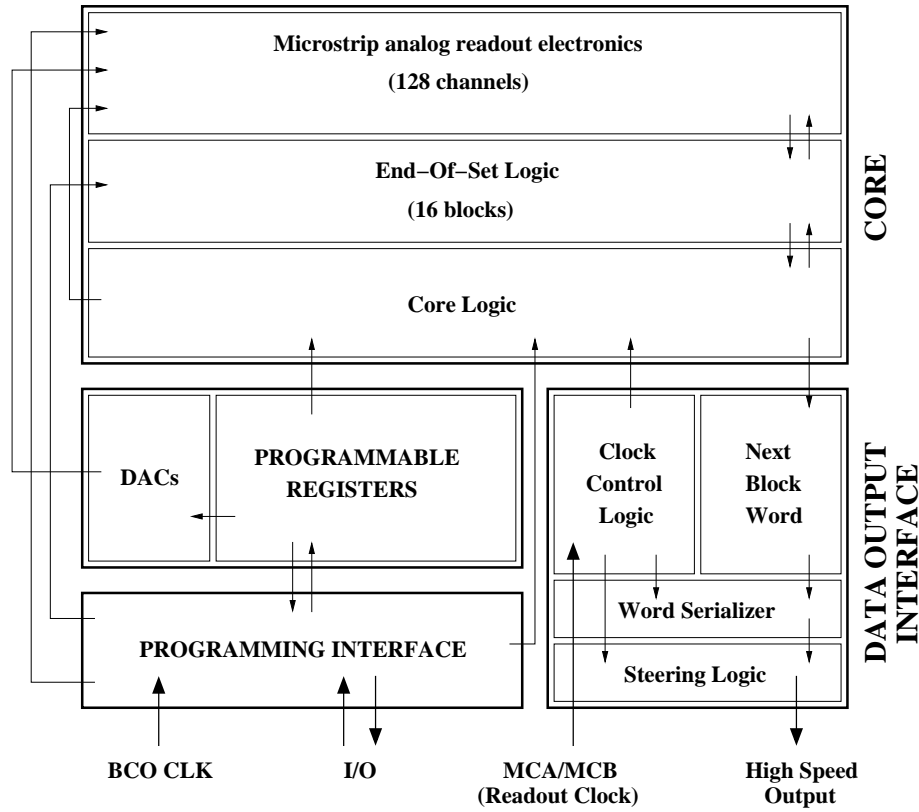 Microstrip analog readout electronics
(128 channels)
End−Of−Set Logic
(16 blocks)
Core Logic
CORE
DACs
PROGRAMMABLE
REGISTERS
Clock
Control
Logic
Next
Block
Word
Word Serializer
Steering Logic
DATA OUTPUT
INTERFACE
PROGRAMMING INTERFACE
BCO CLK
I/O
MCA/MCB
(Readout Clock)
High Speed
Output